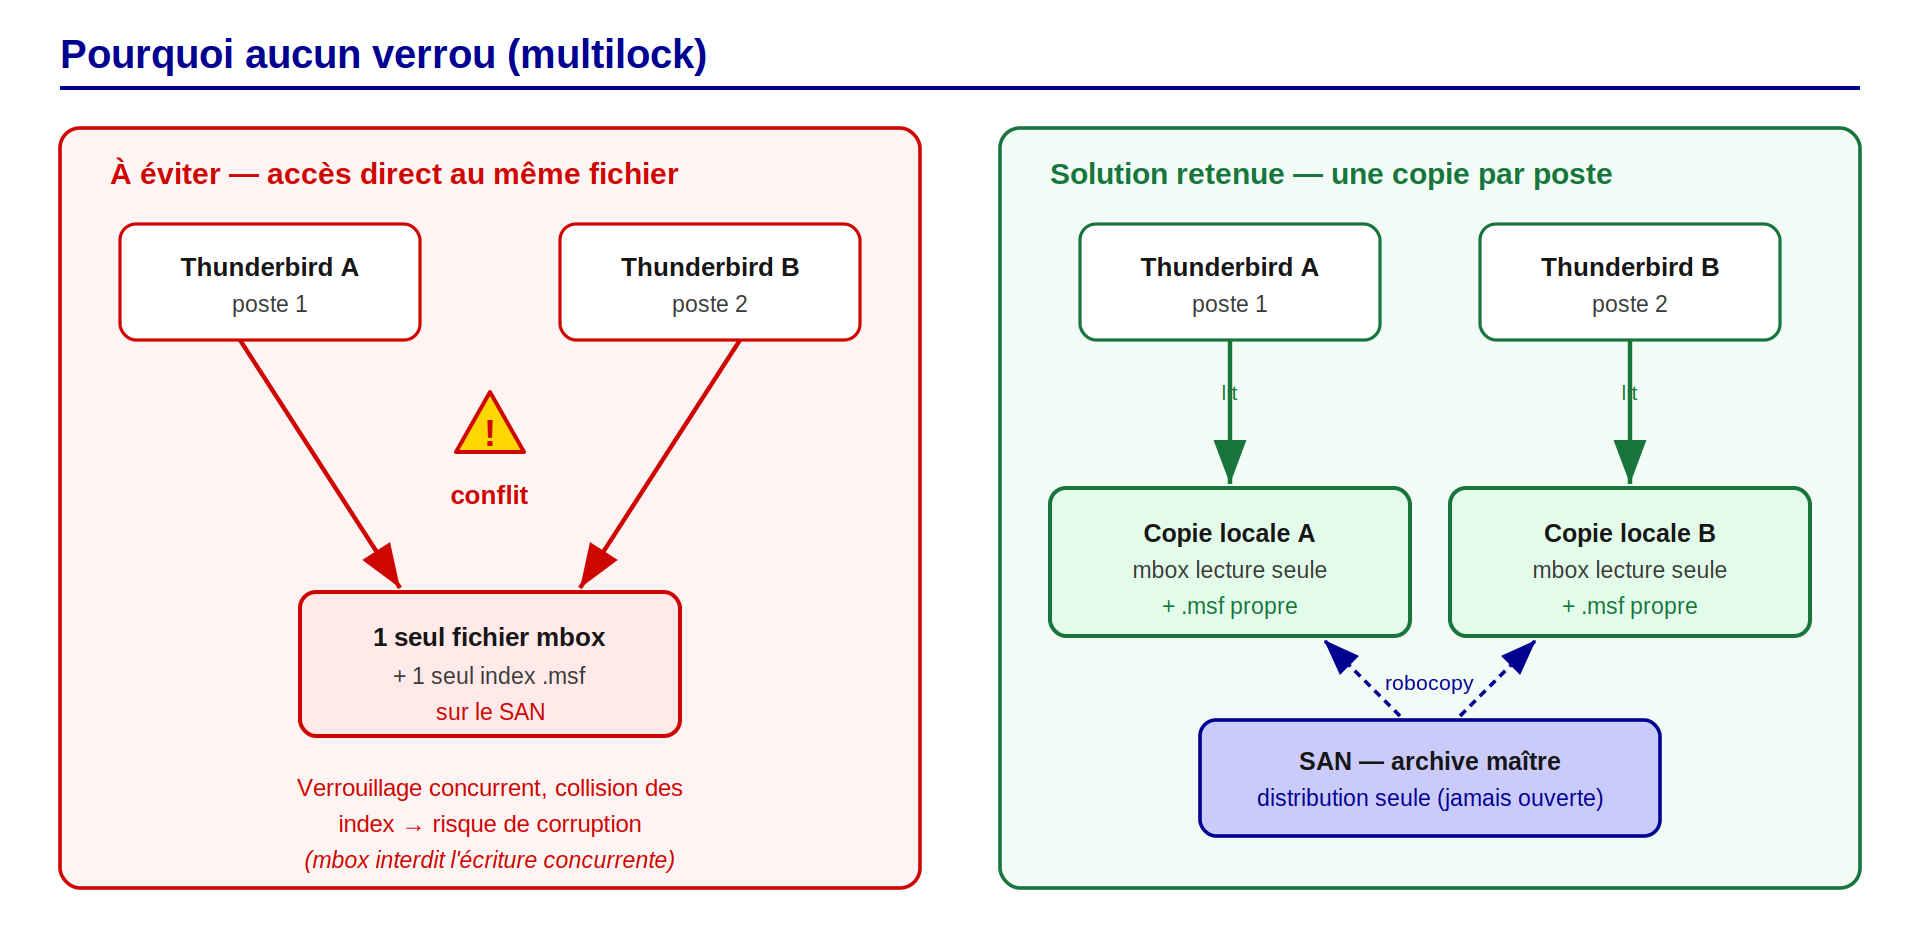 Pourquoi aucun verrou (multilock)
À éviter — accès direct au même fichier
Thunderbird A
poste 1
Thunderbird B
poste 2
!
conflit
1 seul fichier mbox
+ 1 seul index .msf
sur le SAN
Verrouillage concurrent, collision des
index → risque de corruption
(mbox interdit l'écriture concurrente)
Solution retenue — une copie par poste
Thunderbird A
poste 1
Thunderbird B
poste 2
lit
lit
Copie locale A
mbox lecture seule
+ .msf propre
Copie locale B
mbox lecture seule
+ .msf propre
robocopy
SAN — archive maître
distribution seule (jamais ouverte)